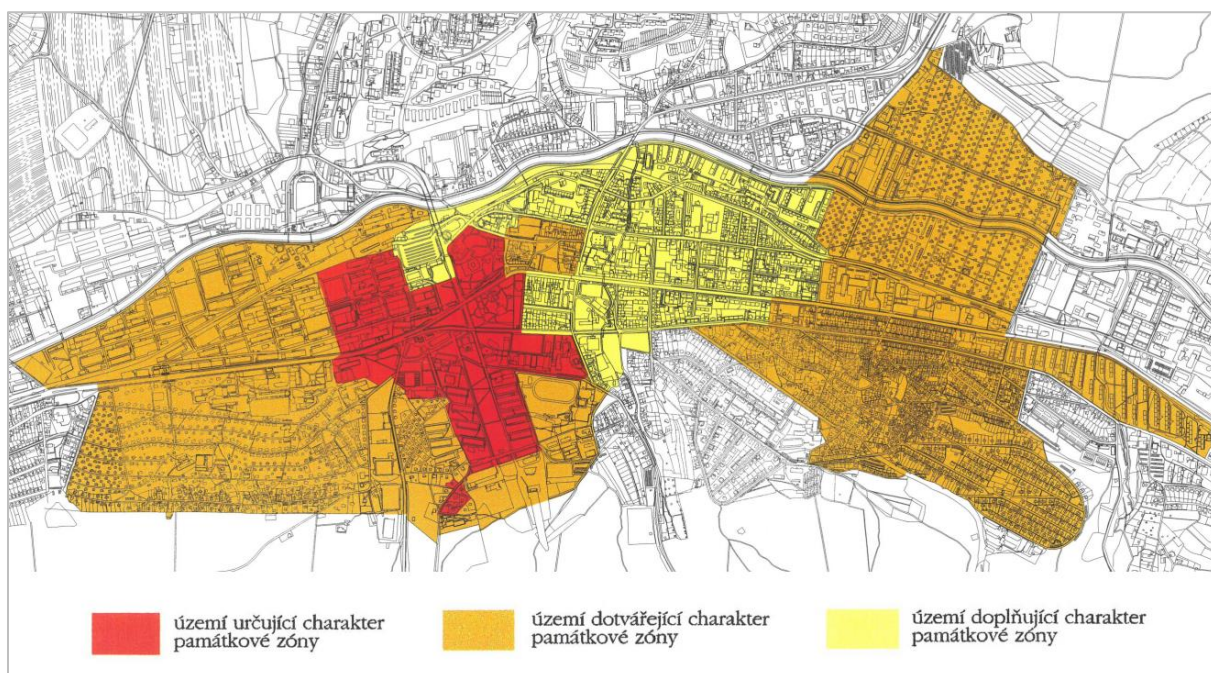 území určující charakter
památkové zóny
území dotvářející charakter
památkové zóny
území doplňující charakter
památkové zóny